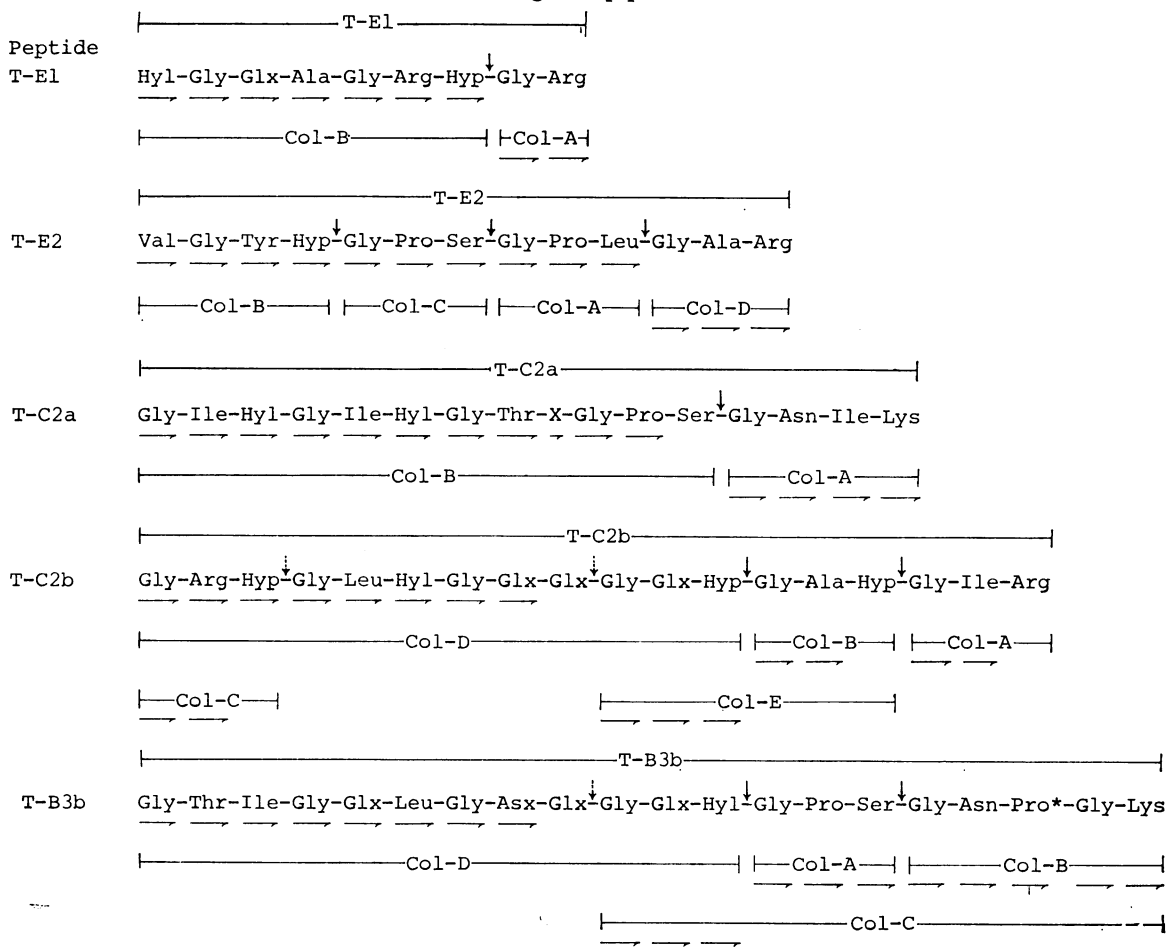 T-E1
Peptide
T-E1 Hyl-Gly-Glx-Ala-Gly-Arg-Hyp-Gly-Arg
Col-B Col-A
T-E2
T-E2 Val-Gly-Tyr-Hyp-Gly-Pro-Ser-Gly-Pro-Leu-Gly-Ala-Arg
Col-B Col-C Col-A Col-D
T-C2a
T-C2a Gly-Ile-Hyl-Gly-Ile-Hyl-Gly-Thr-X-Gly-Pro-Ser-Gly-Asn-Ile-Lys
Col-B Col-A
T-C2b
T-C2b Gly-Arg-Hyp-Gly-Leu-Hyl-Gly-Glx-Glx-Gly-Glx-Hyp-Gly-Ala-Hyp-Gly-Ile-Arg
Col-D Col-B Col-A
Col-C Col-E
T-B3b
T-B3b Gly-Thr-Ile-Gly-Glx-Leu-Gly-Asx-Glx-Gly-Glx-Hyl-Gly-Pro-Ser-Gly-Asn-Pro*-Gly-Lys
Col-D Col-A Col-B
Col-C